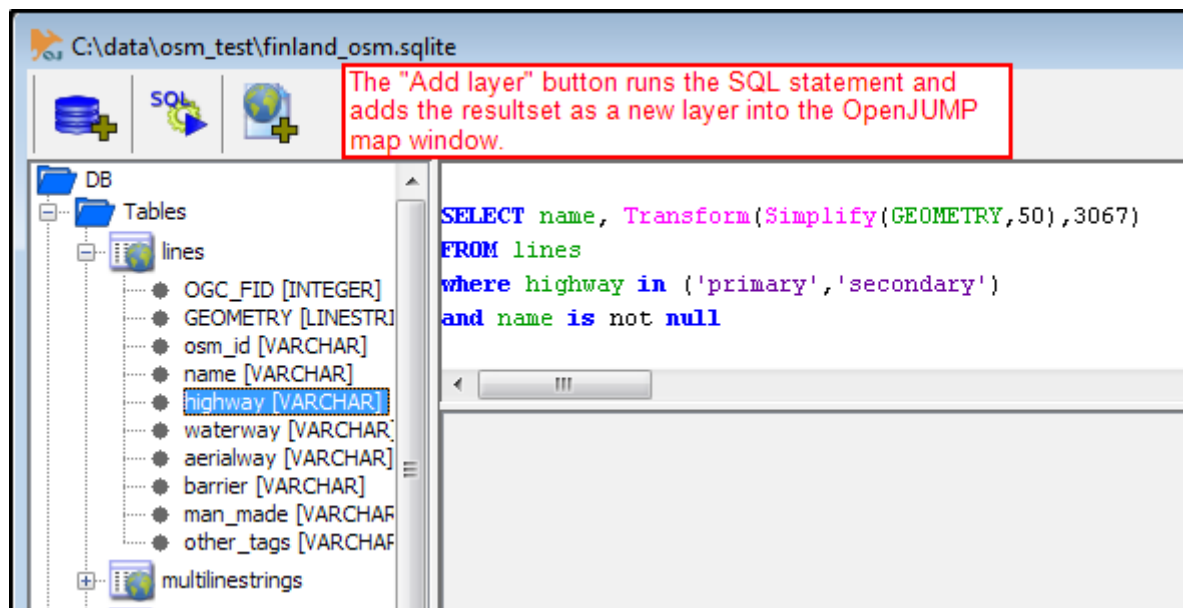 C:\data\osm_test\finland_osm.sqlite
SQL
The "Add layer" button runs the SQL statement and
adds the resultset as a new layer into the OpenJUMP
map window.
DB
Tables
lines
OGC_FID [INTEGER]
GEOMETRY [LINESTRI
osm_id [VARCHAR]
name [VARCHAR]
highway [VARCHAR]
waterway [VARCHAR]
aerialway [VARCHAR]
barrier [VARCHAR]
man_made [VARCHAR
other_tags [VARCHAR
multilinestrings
SELECT name, Transform(Simplify(GEOMETRY,50),3067)
FROM lines
where highway in ('primary','secondary')
and name is not null